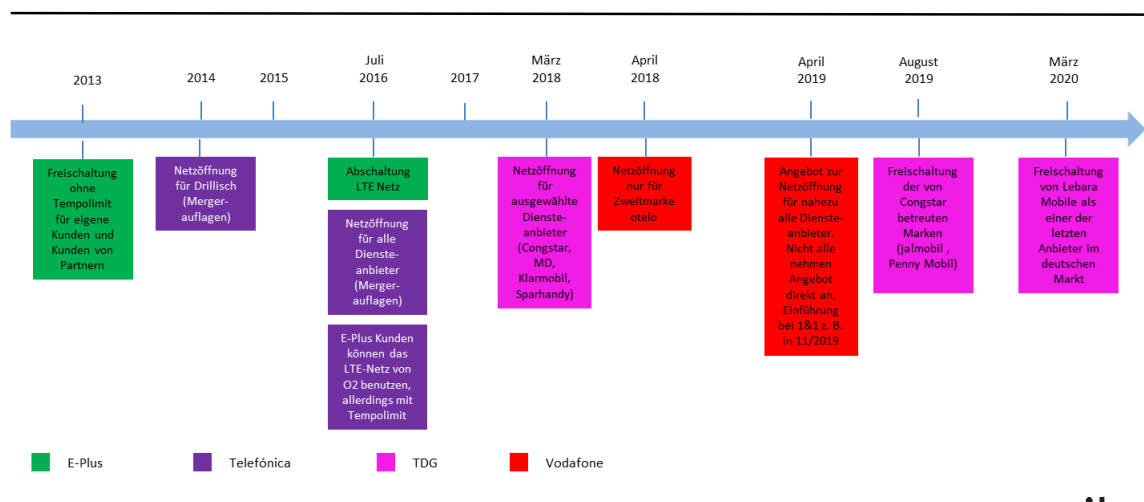 2013
2014
2015
Juli
2016
2017
März
2018
April
2018
April
2019
August
2019
März
2020
Freischaltung
ohne
Tempolimit
für eigene
Kunden und
Kunden von
Partnern
Netzöffnung
für Drillisch
(Merger-
auflagen)
Abschaltung
LTE Netz
Netzöffnung
für alle
Dienste-
anbieter
(Merger-
auflagen)
E-Plus Kunden
können das
LTE-Netz von
O2 benutzen,
allerdings mit
Tempolimit
Netzöffnung
für
ausgewählte
Dienste-
anbieter
(Congstar,
MD,
Klarmobil,
Sparhandy)
Netzöffnung
nur für
Zweitmarke
otelo
Angebot zur
Netzöffnung
für nahezu
alle Dienste-
anbieter.
Nicht alle
nehmen
Angebot
direkt an,
Einführung
bei 1&1 z. B.
in 11/2019
Freischaltung
der von
Congstar
betreuten
Marken
(ja!mobil ,
Penny Mobil)
Freischaltung
von Lebara
Mobile als
einer der
letzten
Anbieter im
deutschen
Markt
E-Plus
Telefónica
TDG
Vodafone